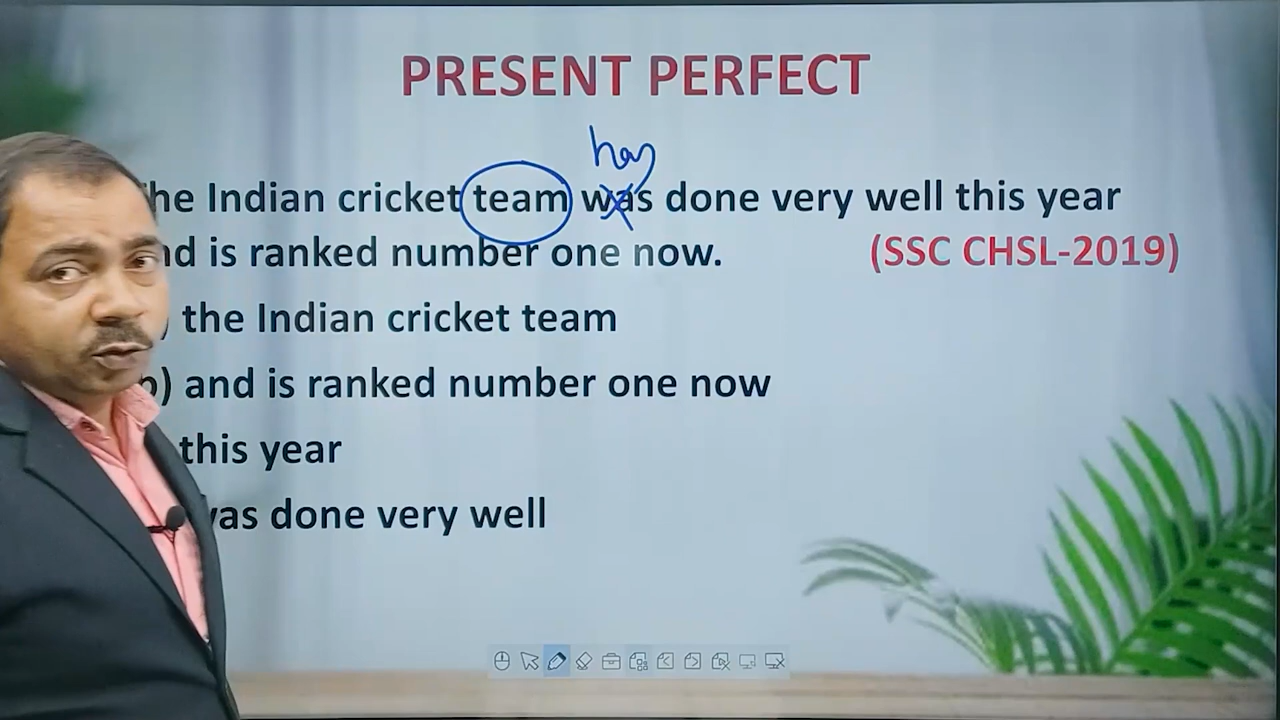 PRESENT PERFECT
has
he Indian cricket team was done very well this year
nd is ranked number one now. (SSC CHSL-2019)
) the Indian cricket team
b) and is ranked number one now
this year
was done very well